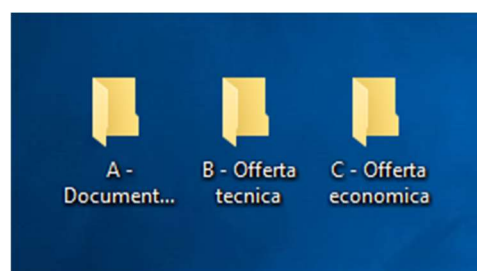 A -
Document...
B - Offerta
tecnica
C - Offerta
economica